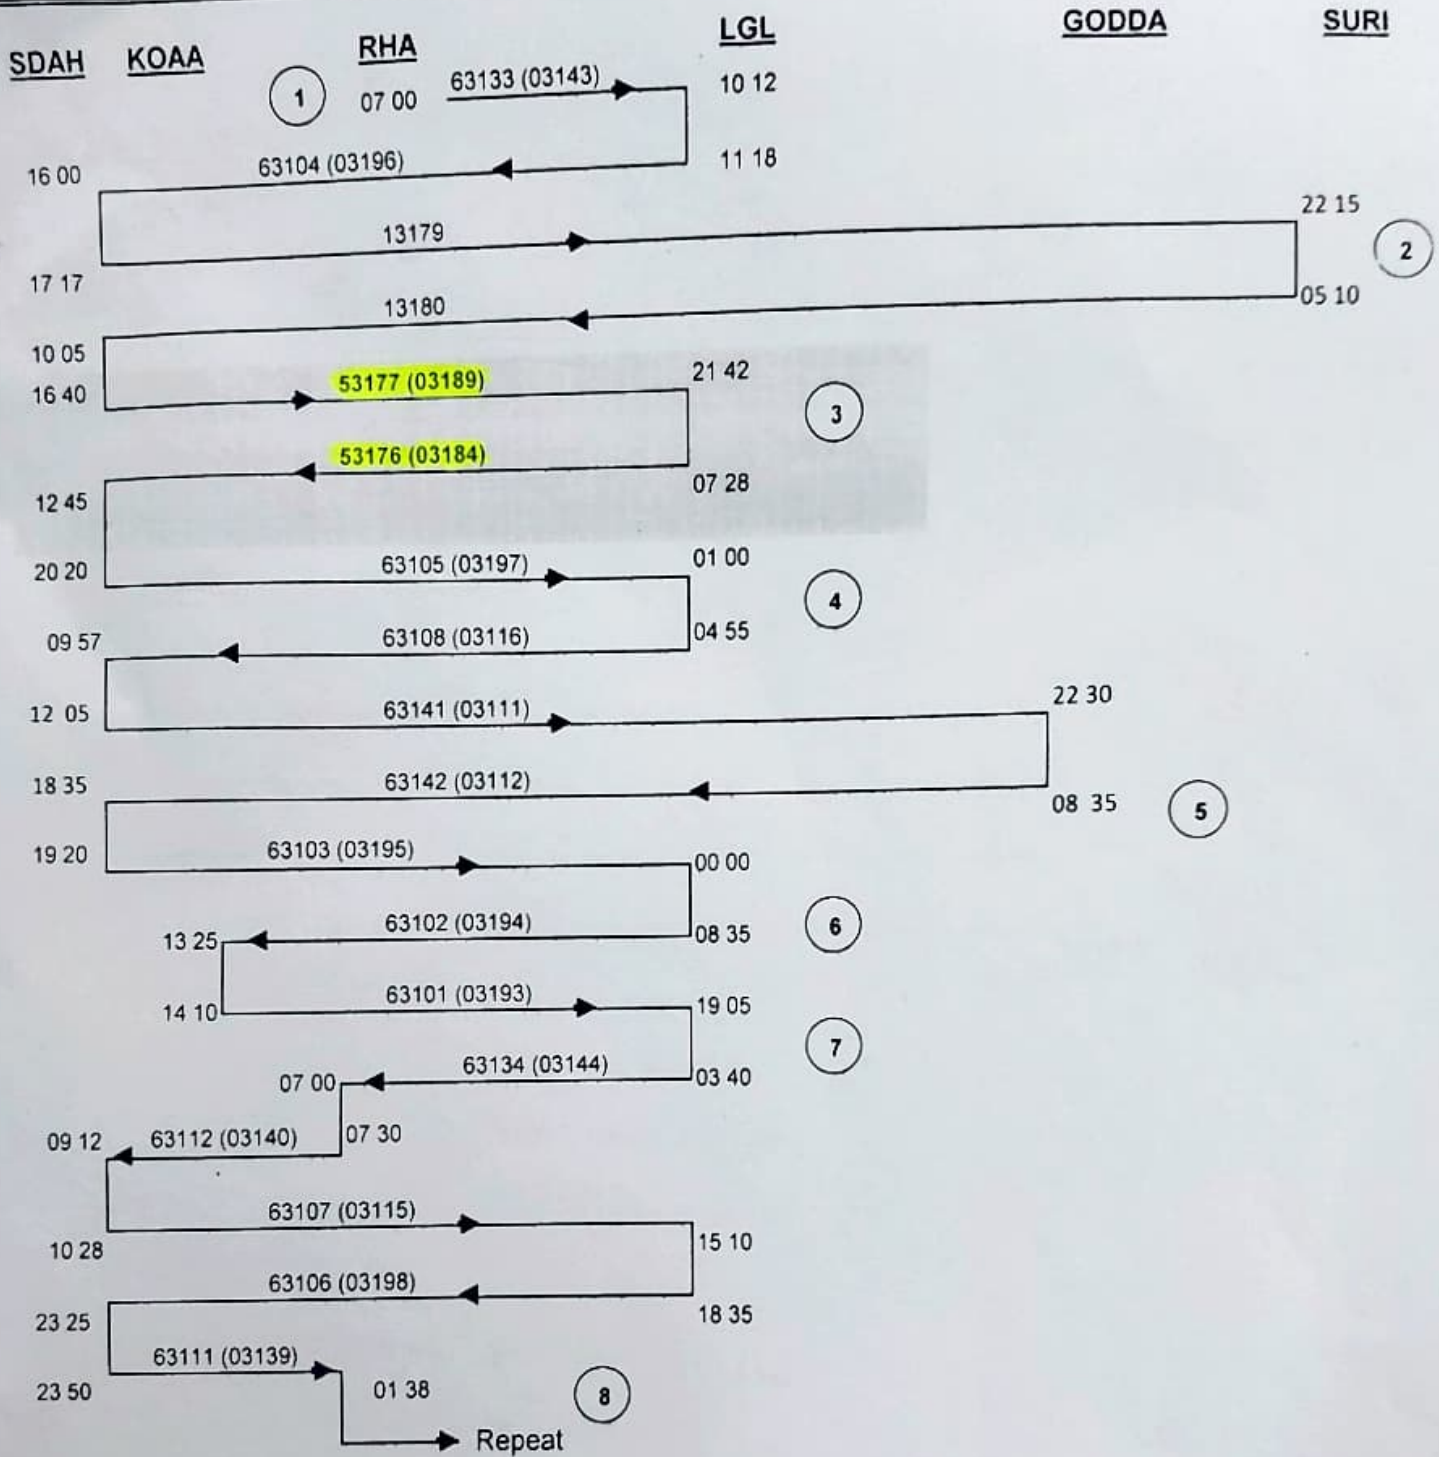 SDAH KOAA RHA LGL GODDA SURI
1 07 00 63133 (03143) 10 12
16 00 63104 (03196) 11 18
13179 22 15
17 17 2
13180 05 10
10 05
16 40 53177 (03189) 21 42
3
53176 (03184)
12 45 07 28
20 20 63105 (03197) 01 00
4
09 57 63108 (03116) 04 55
12 05 63141 (03111) 22 30
18 35 63142 (03112) 08 35
5
19 20 63103 (03195) 00 00
13 25 63102 (03194) 08 35
6
14 10 63101 (03193) 19 05
7
07 00 63134 (03144) 03 40
09 12 63112 (03140) 07 30
63107 (03115)
10 28 15 10
63106 (03198)
23 25 18 35
63111 (03139)
23 50 01 38 8
Repeat